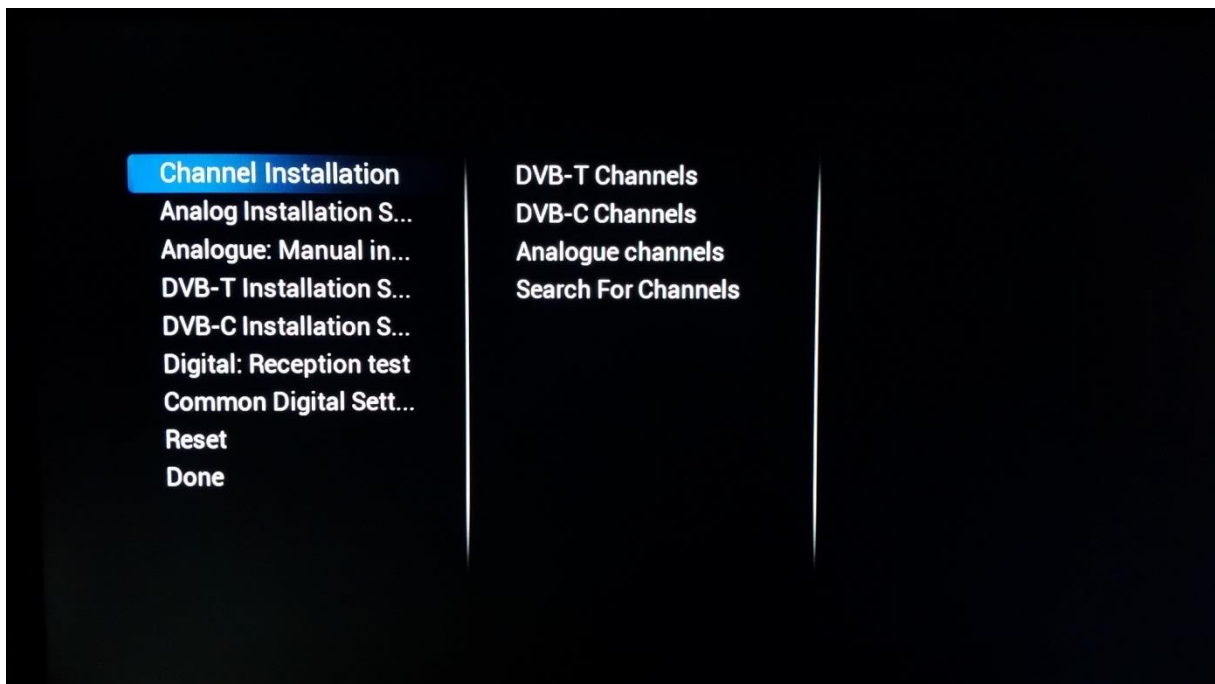 Channel Installation
Analog Installation S...
Analogue: Manual in...
DVB-T Installation S...
DVB-C Installation S...
Digital: Reception test
Common Digital Sett...
Reset
Done
DVB-T Channels
DVB-C Channels
Analogue channels
Search For Channels